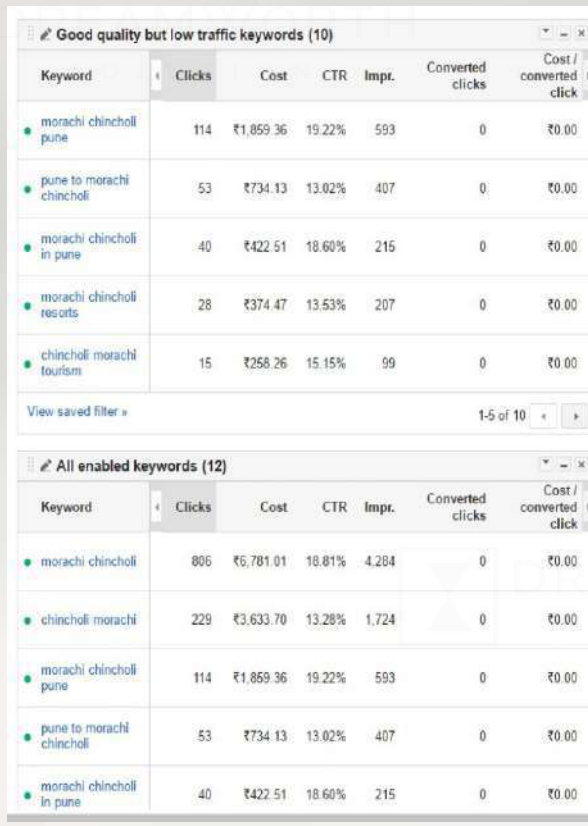 Good quality but low traffic keywords (10)
Keyword Clicks Cost CTR Impr. Converted clicks Cost / converted click
morachi chincholi pune 114 ₹1,859.36 19.22% 593 0 ₹0.00
pune to morachi chincholi 53 ₹734.13 13.02% 407 0 ₹0.00
morachi chincholi in pune 40 ₹422.51 18.60% 215 0 ₹0.00
morachi chincholi resorts 28 ₹374.47 13.53% 207 0 ₹0.00
chincholi morachi tourism 15 ₹258.26 15.15% 99 0 ₹0.00
View saved filter » 1-5 of 10
All enabled keywords (12)
Keyword Clicks Cost CTR Impr. Converted clicks Cost / converted click
morachi chincholi 806 ₹6,781.01 18.81% 4,284 0 ₹0.00
chincholi morachi 229 ₹3,633.70 13.28% 1,724 0 ₹0.00
morachi chincholi pune 114 ₹1,859.36 19.22% 593 0 ₹0.00
pune to morachi chincholi 53 ₹734.13 13.02% 407 0 ₹0.00
morachi chincholi in pune 40 ₹422.51 18.60% 215 0 ₹0.00